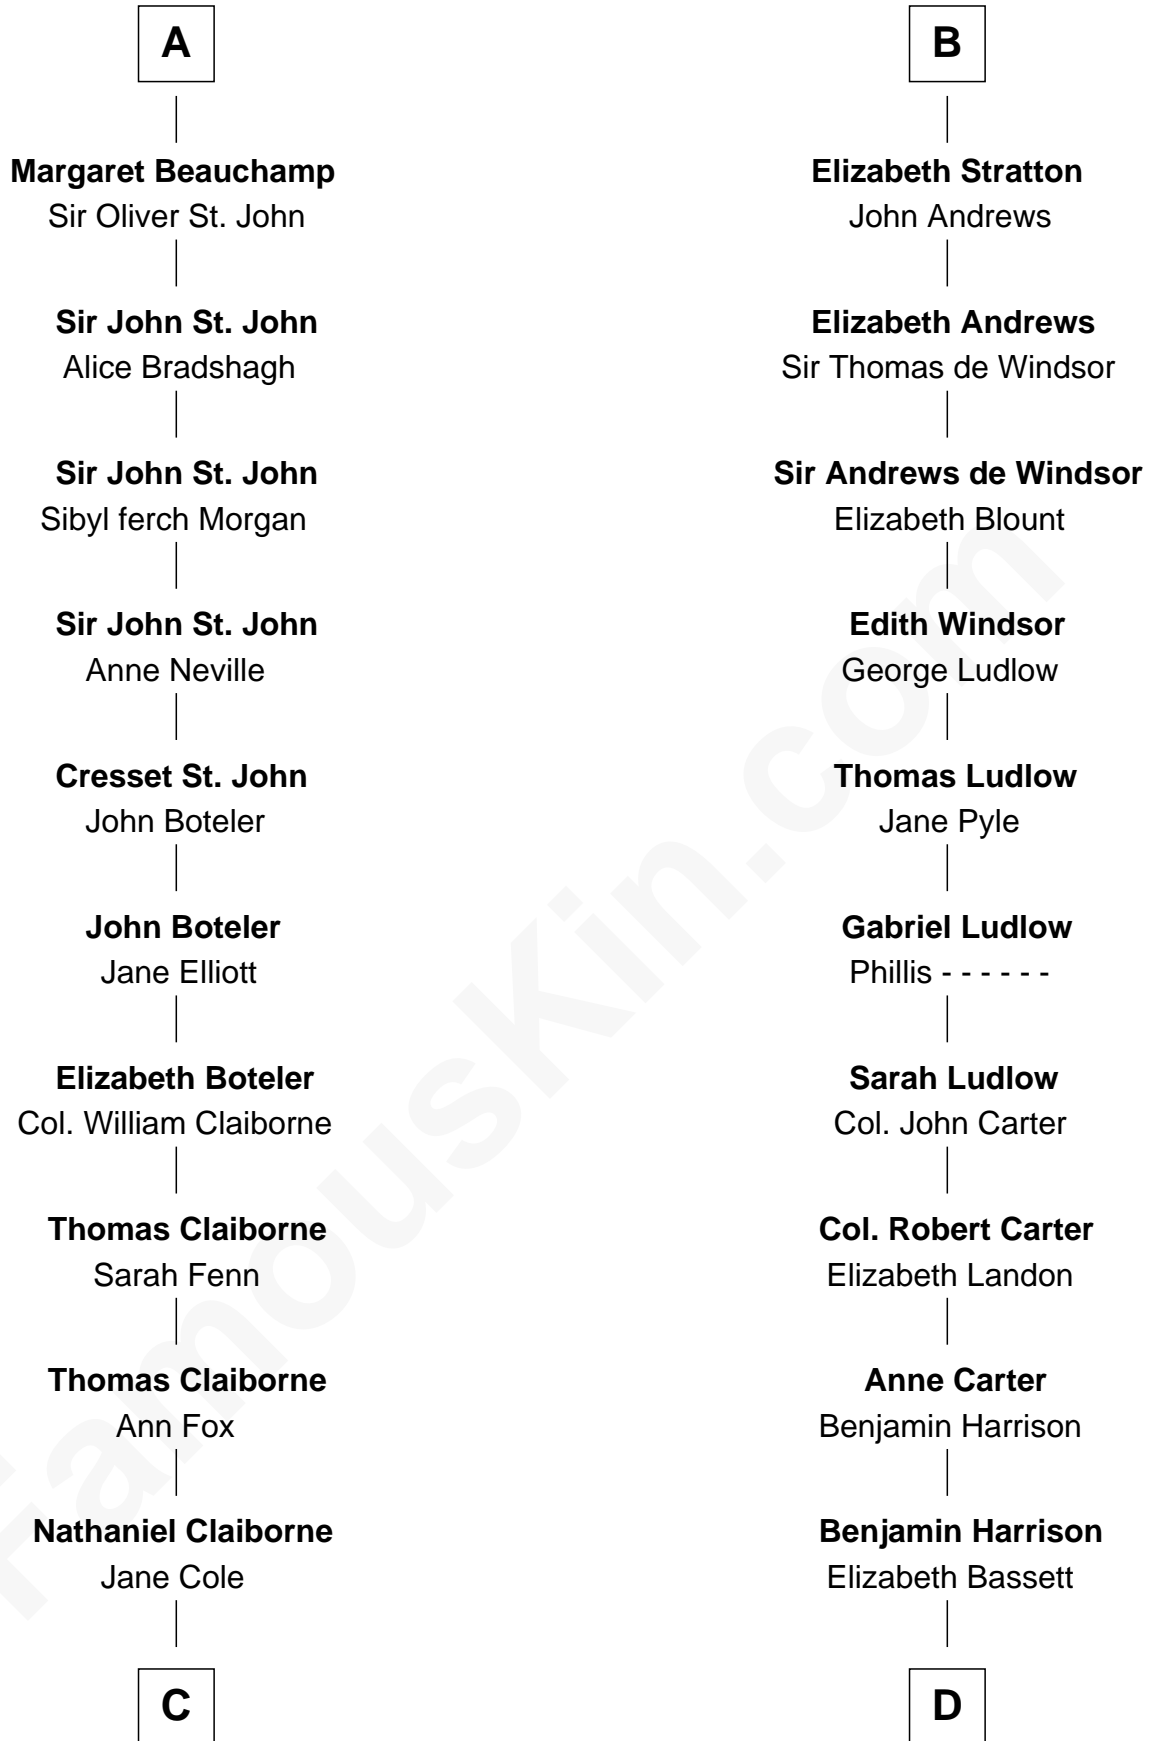 A
B
Margaret Beauchamp
Sir Oliver St. John
Elizabeth Stratton
John Andrews
Sir John St. John
Alice Bradshagh
Elizabeth Andrews
Sir Thomas de Windsor
Sir John St. John
Sibyl ferch Morgan
Sir Andrews de Windsor
Elizabeth Blount
Sir John St. John
Anne Neville
Edith Windsor
George Ludlow
Cresset St. John
John Boteler
Thomas Ludlow
Jane Pyle
John Boteler
Jane Elliott
Gabriel Ludlow
Phillis - - - - - -
Elizabeth Boteler
Col. William Claiborne
Sarah Ludlow
Col. John Carter
Thomas Claiborne
Sarah Fenn
Col. Robert Carter
Elizabeth Landon
Thomas Claiborne
Ann Fox
Anne Carter
Benjamin Harrison
Nathaniel Claiborne
Jane Cole
Benjamin Harrison
Elizabeth Bassett
C
D
FamousKin.com